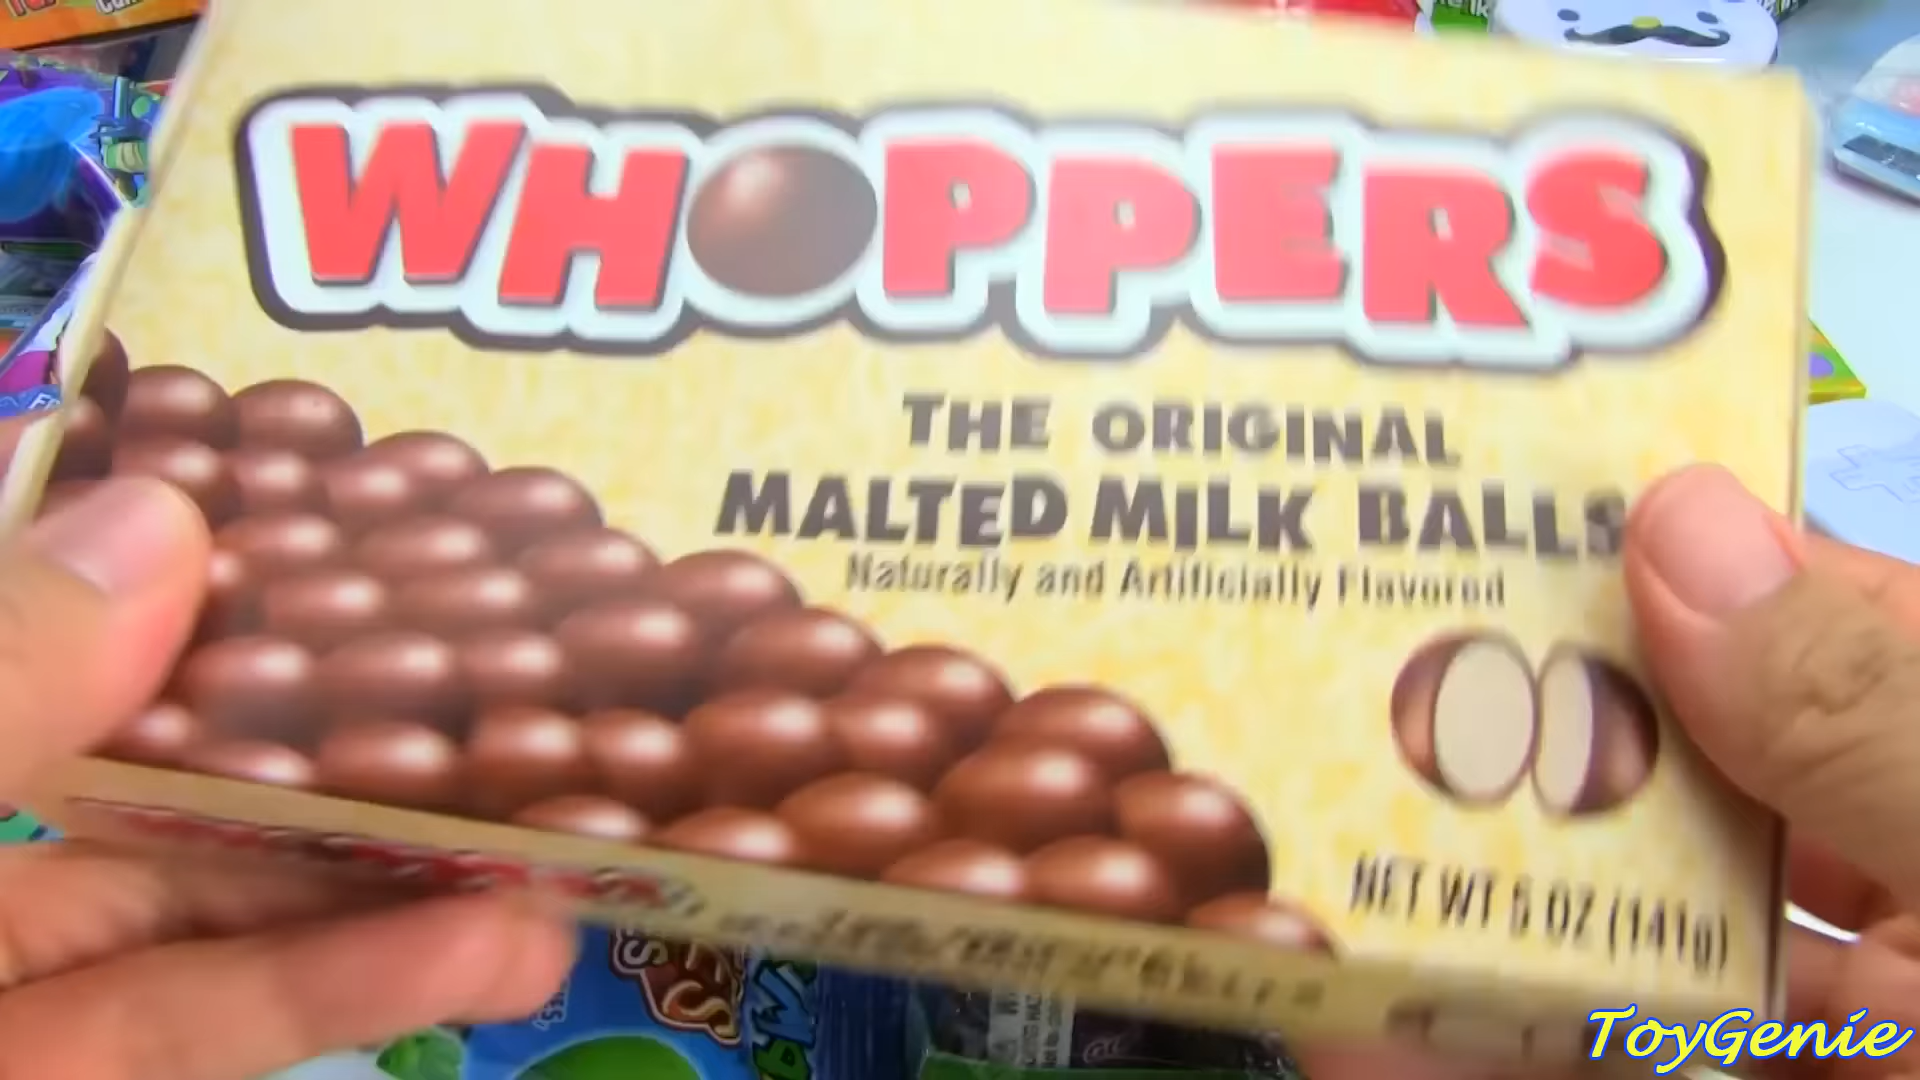 WHOPPERS
THE ORIGINAL
MALTED MILK BALLS
Naturally and Artificially Flavored
NET WT 5 OZ (141g)
ToyGenie